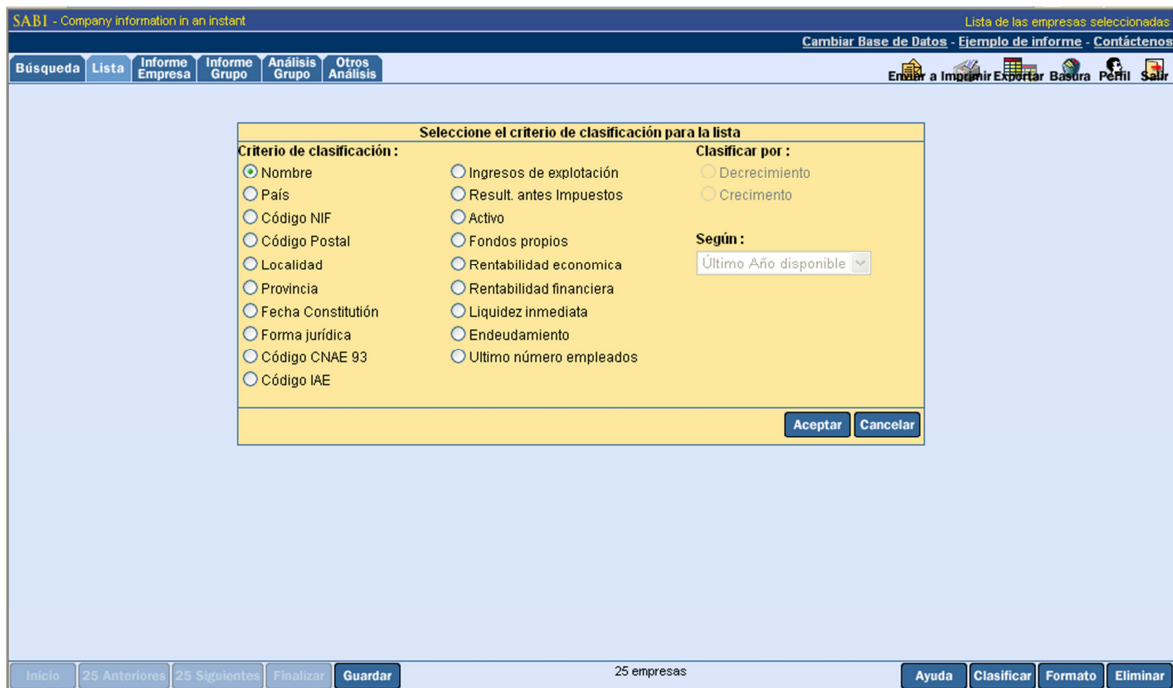 SABI - Company information in an instant
Lista de las empresas seleccionadas
Cambiar Base de Datos - Ejemplo de informe - Contáctenos
Búsqueda
Lista
Informe Empresa
Informe Grupo
Análisis Grupo
Otros Análisis
Enviar a
Imprimir
Exportar
Basura
Perfil
Salir
Seleccione el criterio de clasificación para la lista
Criterio de clasificación :
Nombre
País
Código NIF
Código Postal
Localidad
Provincia
Fecha Constitutión
Forma jurídica
Código CNAE 93
Código IAE
Ingresos de explotación
Result. antes Impuestos
Activo
Fondos propios
Rentabilidad economica
Rentabilidad financiera
Liquidez inmediata
Endeudamiento
Ultimo número empleados
Clasificar por :
Decrecimiento
Crecimento
Según :
Último Año disponible
Aceptar
Cancelar
Inicio
25 Anteriores
25 Siguientes
Finalizar
Guardar
25 empresas
Ayuda
Clasificar
Formato
Eliminar